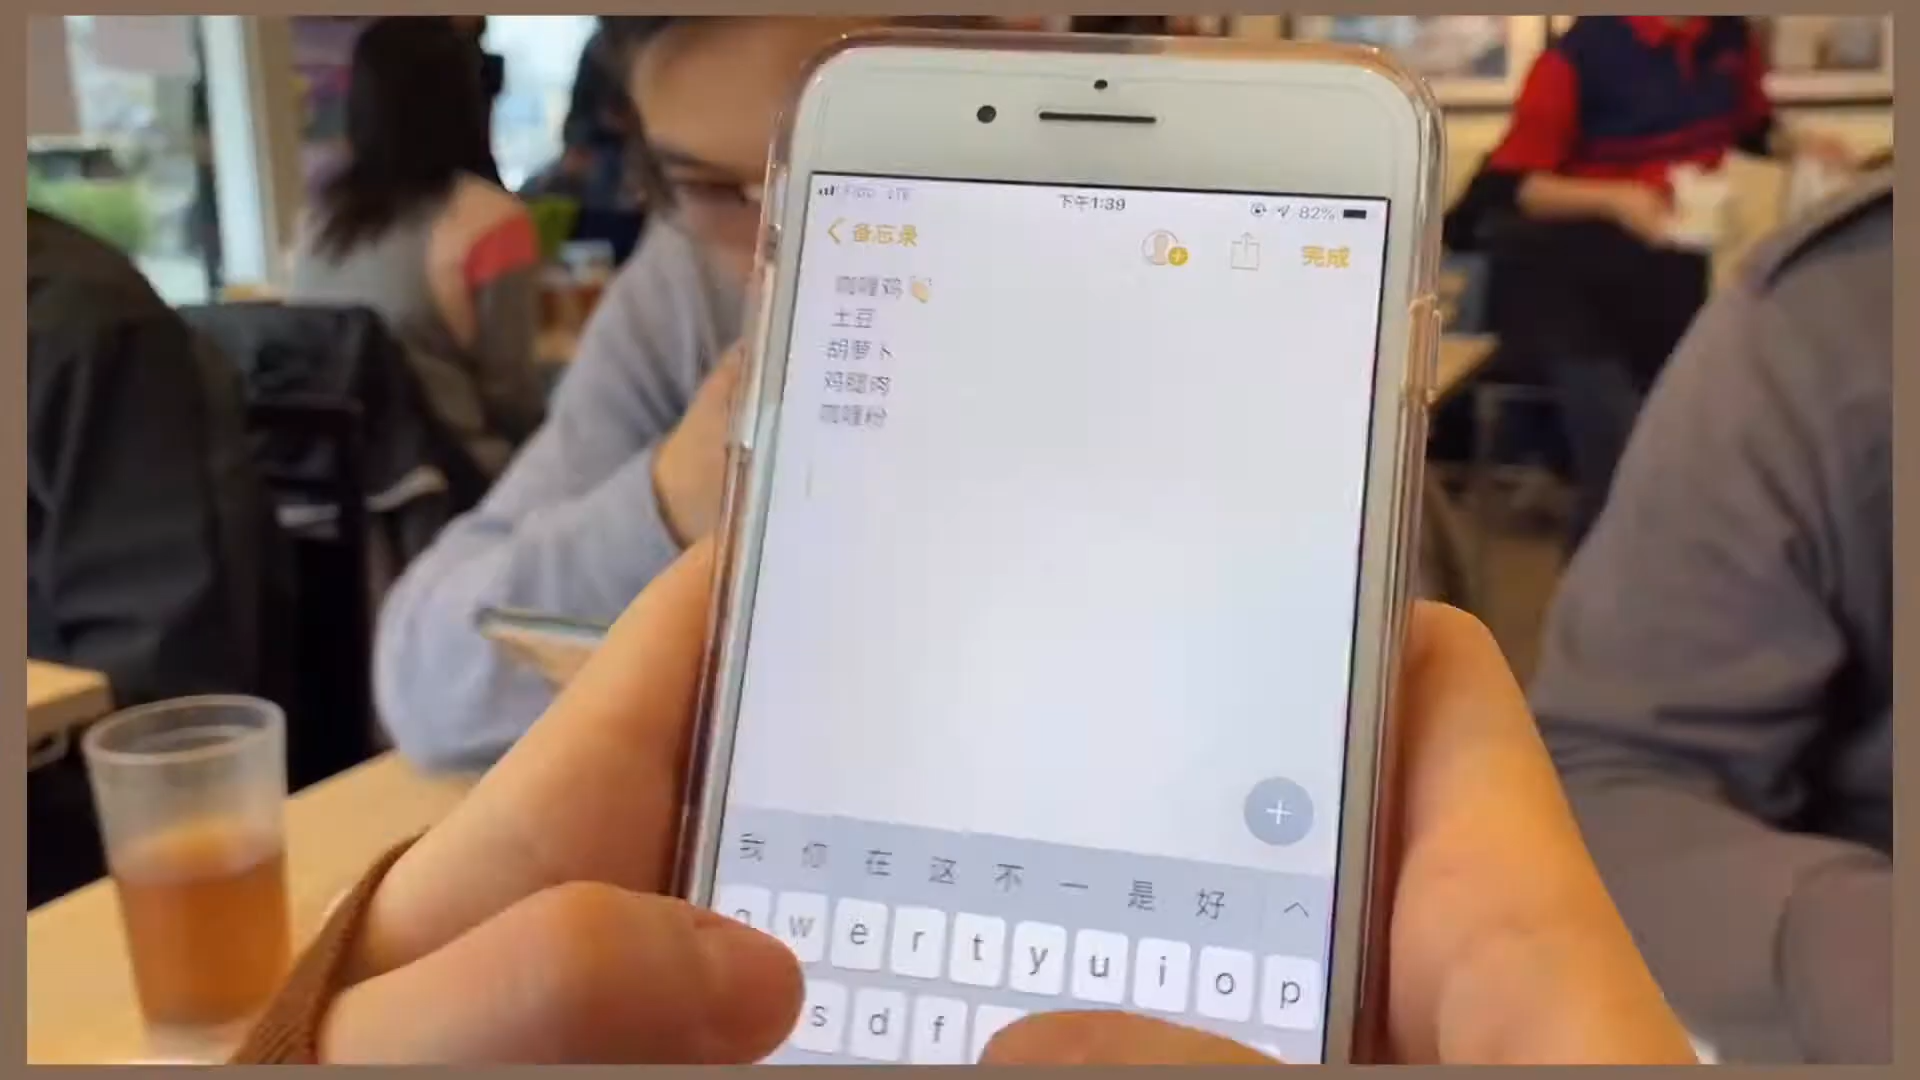 下午1:39
82%
备忘录
完成
咖喱鸡👏
土豆
胡萝卜
鸡腿肉
咖喱粉
我 你 在 这 不 一 是 好
w e r t y u i o p
s d f